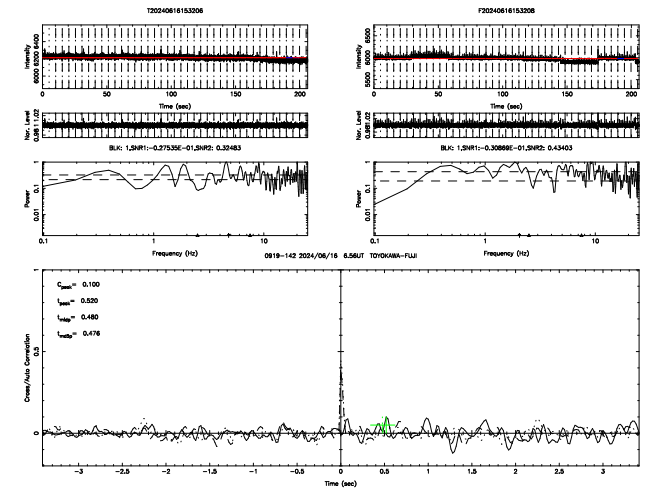 T20240616153206
F20240616153208
Intensity
6000 6200 6400
0 50 100 150 200
Time (sec)
Intensity
5500 6000 6500
0 50 100 150 200
Time (sec)
Nor. Level
0.98 1 1.02
Nor. Level
0.98 1 1.02
BLK: 1,SNR1:-0.27535E-01,SNR2: 0.32483
BLK: 1,SNR1:-0.30869E-01,SNR2: 0.43403
Power
0.01 0.1 1
0.1 1 10
Frequency (Hz)
Power
0.01 0.1 1
0.1 1 10
Frequency (Hz)
0919-142 2024/06/16 6.56UT TOYOKAWA-FUJI
Cpeak= 0.100
tpeak= 0.520
tmidp= 0.480
tmd5p= 0.476
Cross/Auto Correlation
0 0.5 1
-3 -2.5 -2 -1.5 -1 -0.5 0 0.5 1 1.5 2 2.5 3
Time (sec)